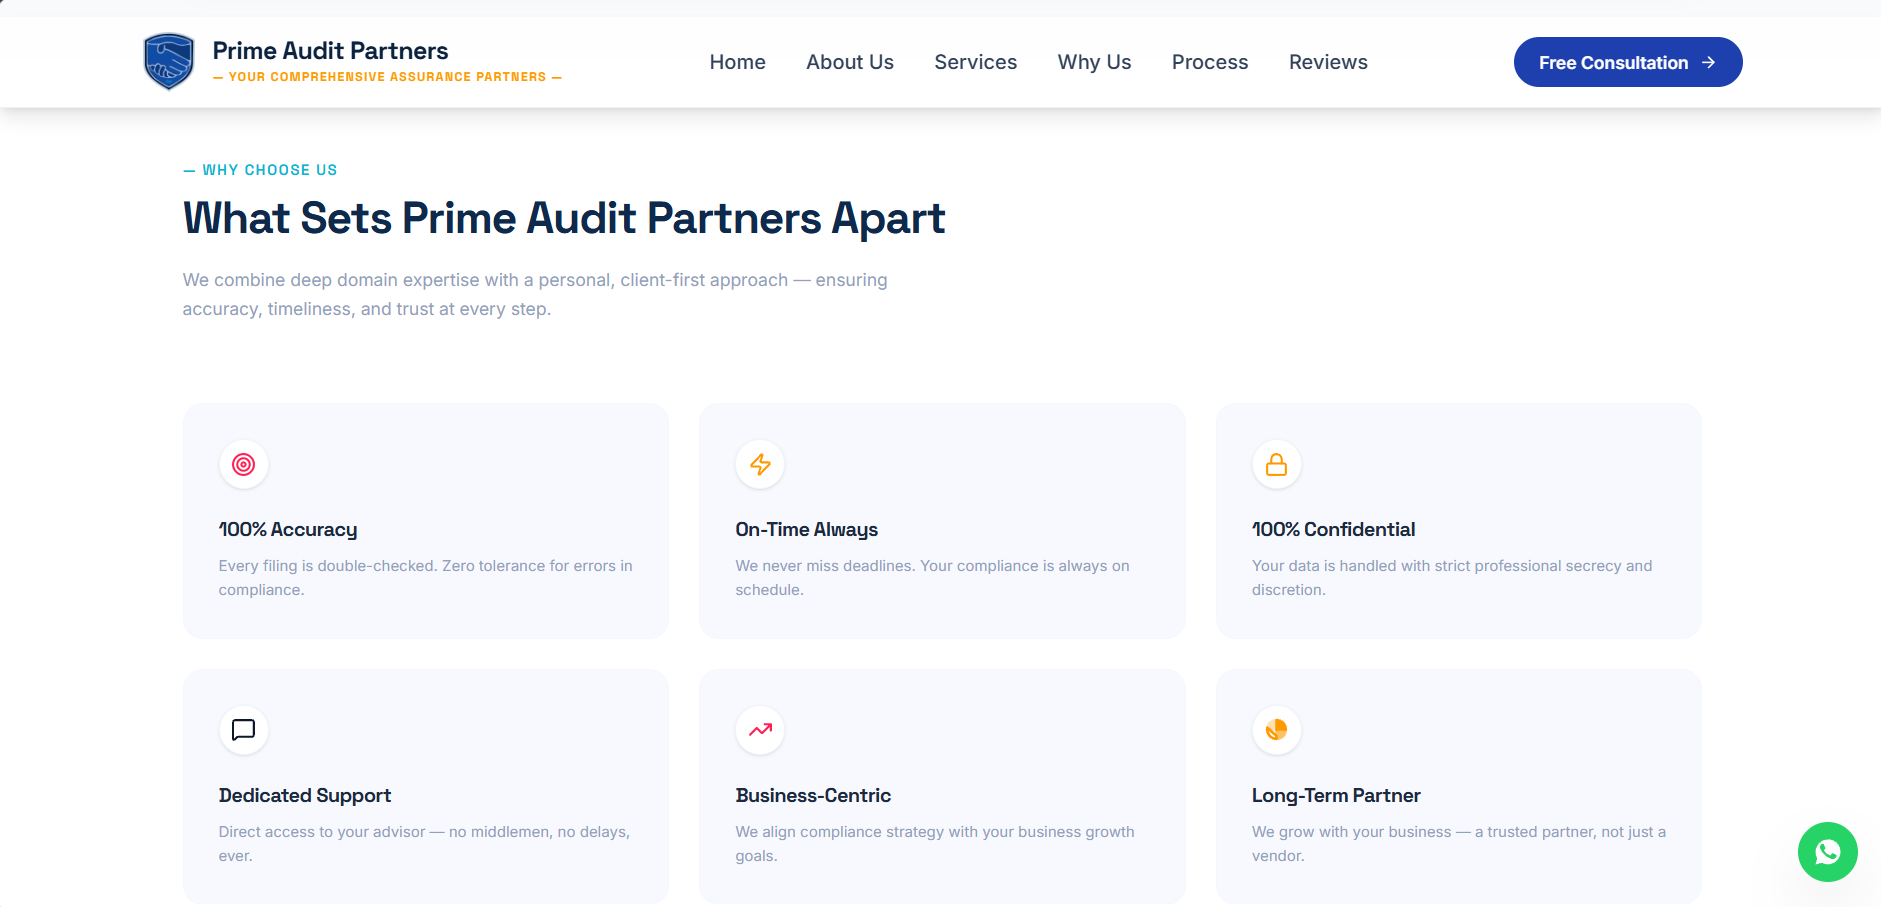 Prime Audit Partners
— YOUR COMPREHENSIVE ASSURANCE PARTNERS —
Home About Us Services Why Us Process Reviews
Free Consultation →
— WHY CHOOSE US
What Sets Prime Audit Partners Apart
We combine deep domain expertise with a personal, client-first approach — ensuring
accuracy, timeliness, and trust at every step.
100% Accuracy
Every filing is double-checked. Zero tolerance for errors in
compliance.
On-Time Always
We never miss deadlines. Your compliance is always on
schedule.
100% Confidential
Your data is handled with strict professional secrecy and
discretion.
Dedicated Support
Direct access to your advisor — no middlemen, no delays,
ever.
Business-Centric
We align compliance strategy with your business growth
goals.
Long-Term Partner
We grow with your business — a trusted partner, not just a
vendor.